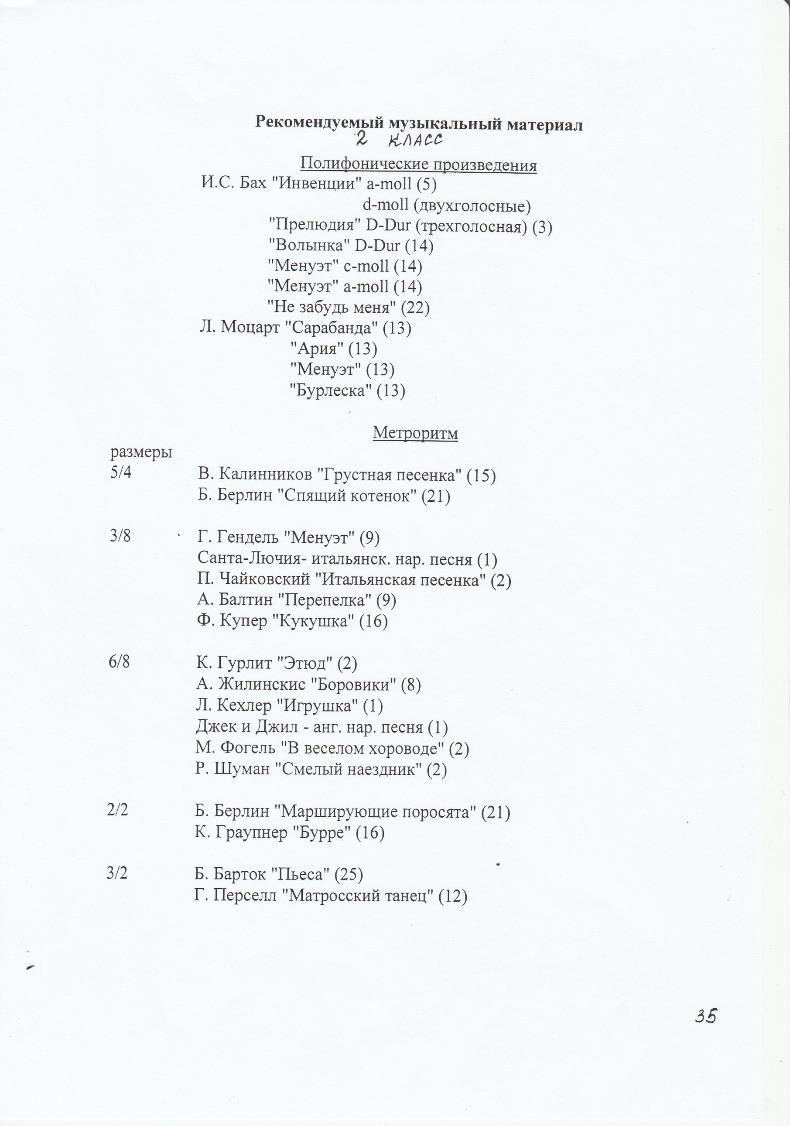 Рекомендуемый музыкальный материал
2 класс
Полифонические произведения
И.С. Бах "Инвенции" a-moll (5)
d-moll (двухголосные)
"Прелюдия" D-Dur (трехголосная) (3)
"Волынка" D-Dur (14)
"Менуэт" c-moll (14)
"Менуэт" a-moll (14)
"Не забудь меня" (22)
Л. Моцарт "Сарабанда" (13)
"Ария" (13)
"Менуэт" (13)
"Бурлеска" (13)
Метроритм
размеры
5/4 В. Калинников "Грустная песенка" (15)
Б. Берлин "Спящий котенок" (21)
3/8 Г. Гендель "Менуэт" (9)
Санта-Лючия- итальянск. нар. песня (1)
П. Чайковский "Итальянская песенка" (2)
А. Балтин "Перепелка" (9)
Ф. Купер "Кукушка" (16)
6/8 К. Гурлит "Этюд" (2)
А. Жилинскис "Боровики" (8)
Л. Кехлер "Игрушка" (1)
Джек и Джил - анг. нар. песня (1)
М. Фогель "В веселом хороводе" (2)
Р. Шуман "Смелый наездник" (2)
2/2 Б. Берлин "Марширующие поросята" (21)
К. Граупнер "Бурре" (16)
3/2 Б. Барток "Пьеса" (25)
Г. Перселл "Матросский танец" (12)
35